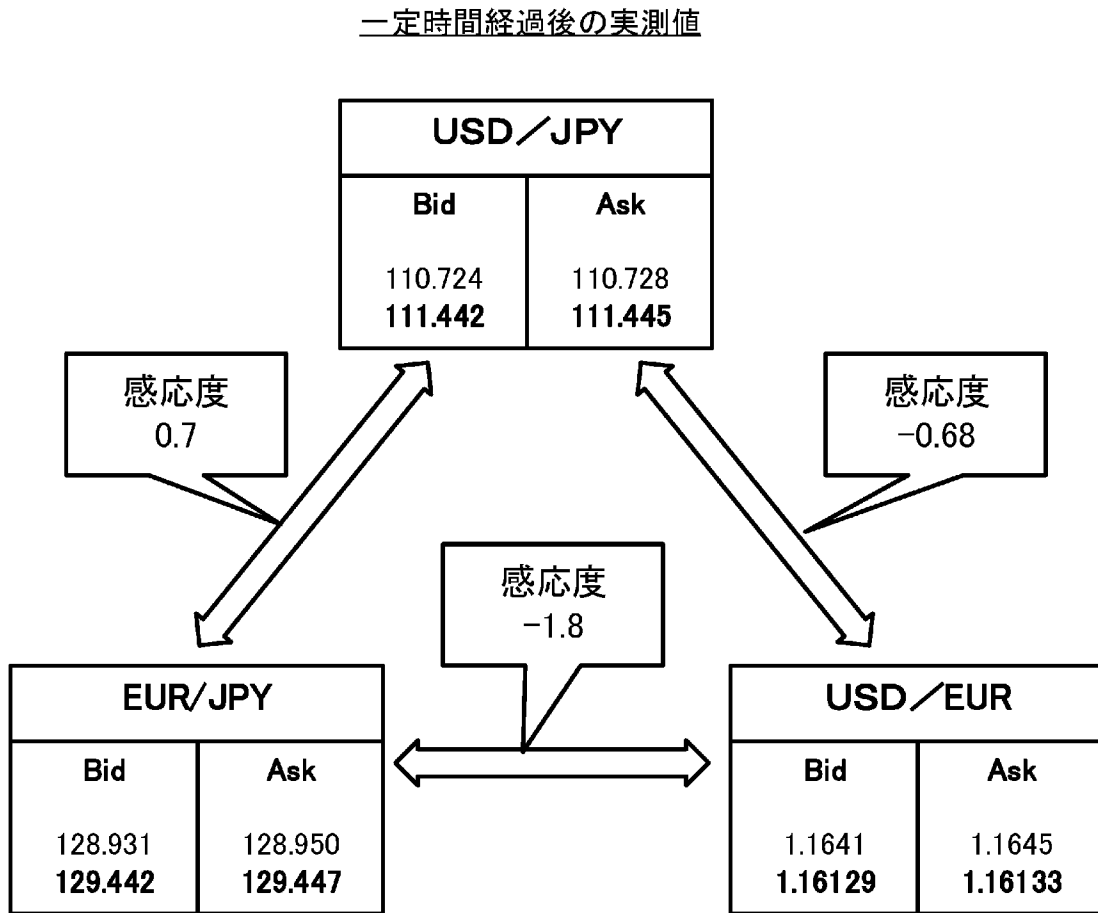 一定時間経過後の実測値
USD／JPY
Bid Ask
110.724 110.728
111.442 111.445
感応度
0.7
感応度
-0.68
感応度
-1.8
EUR/JPY
Bid Ask
128.931 128.950
129.442 129.447
USD／EUR
Bid Ask
1.1641 1.1645
1.16129 1.16133